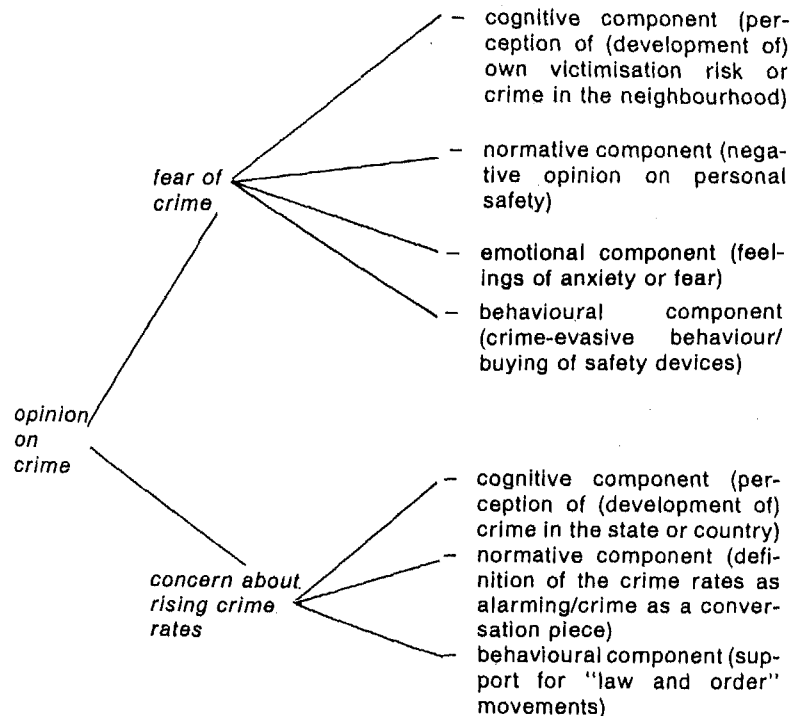 – cognitive component (per-
ception of (development of)
own victimisation risk or
crime in the neighbourhood)
– normative component (nega-
tive opinion on personal
safety)
fear of
crime
– emotional component (feel-
ings of anxiety or fear)
– behavioural component
(crime-evasive behaviour/
buying of safety devices)
opinion
on
crime
– cognitive component (per-
ception of (development of)
crime in the state or country)
– normative component (defi-
nition of the crime rates as
alarming/crime as a conver-
sation piece)
– behavioural component (sup-
port for "law and order"
movements)
concern about
rising crime
rates